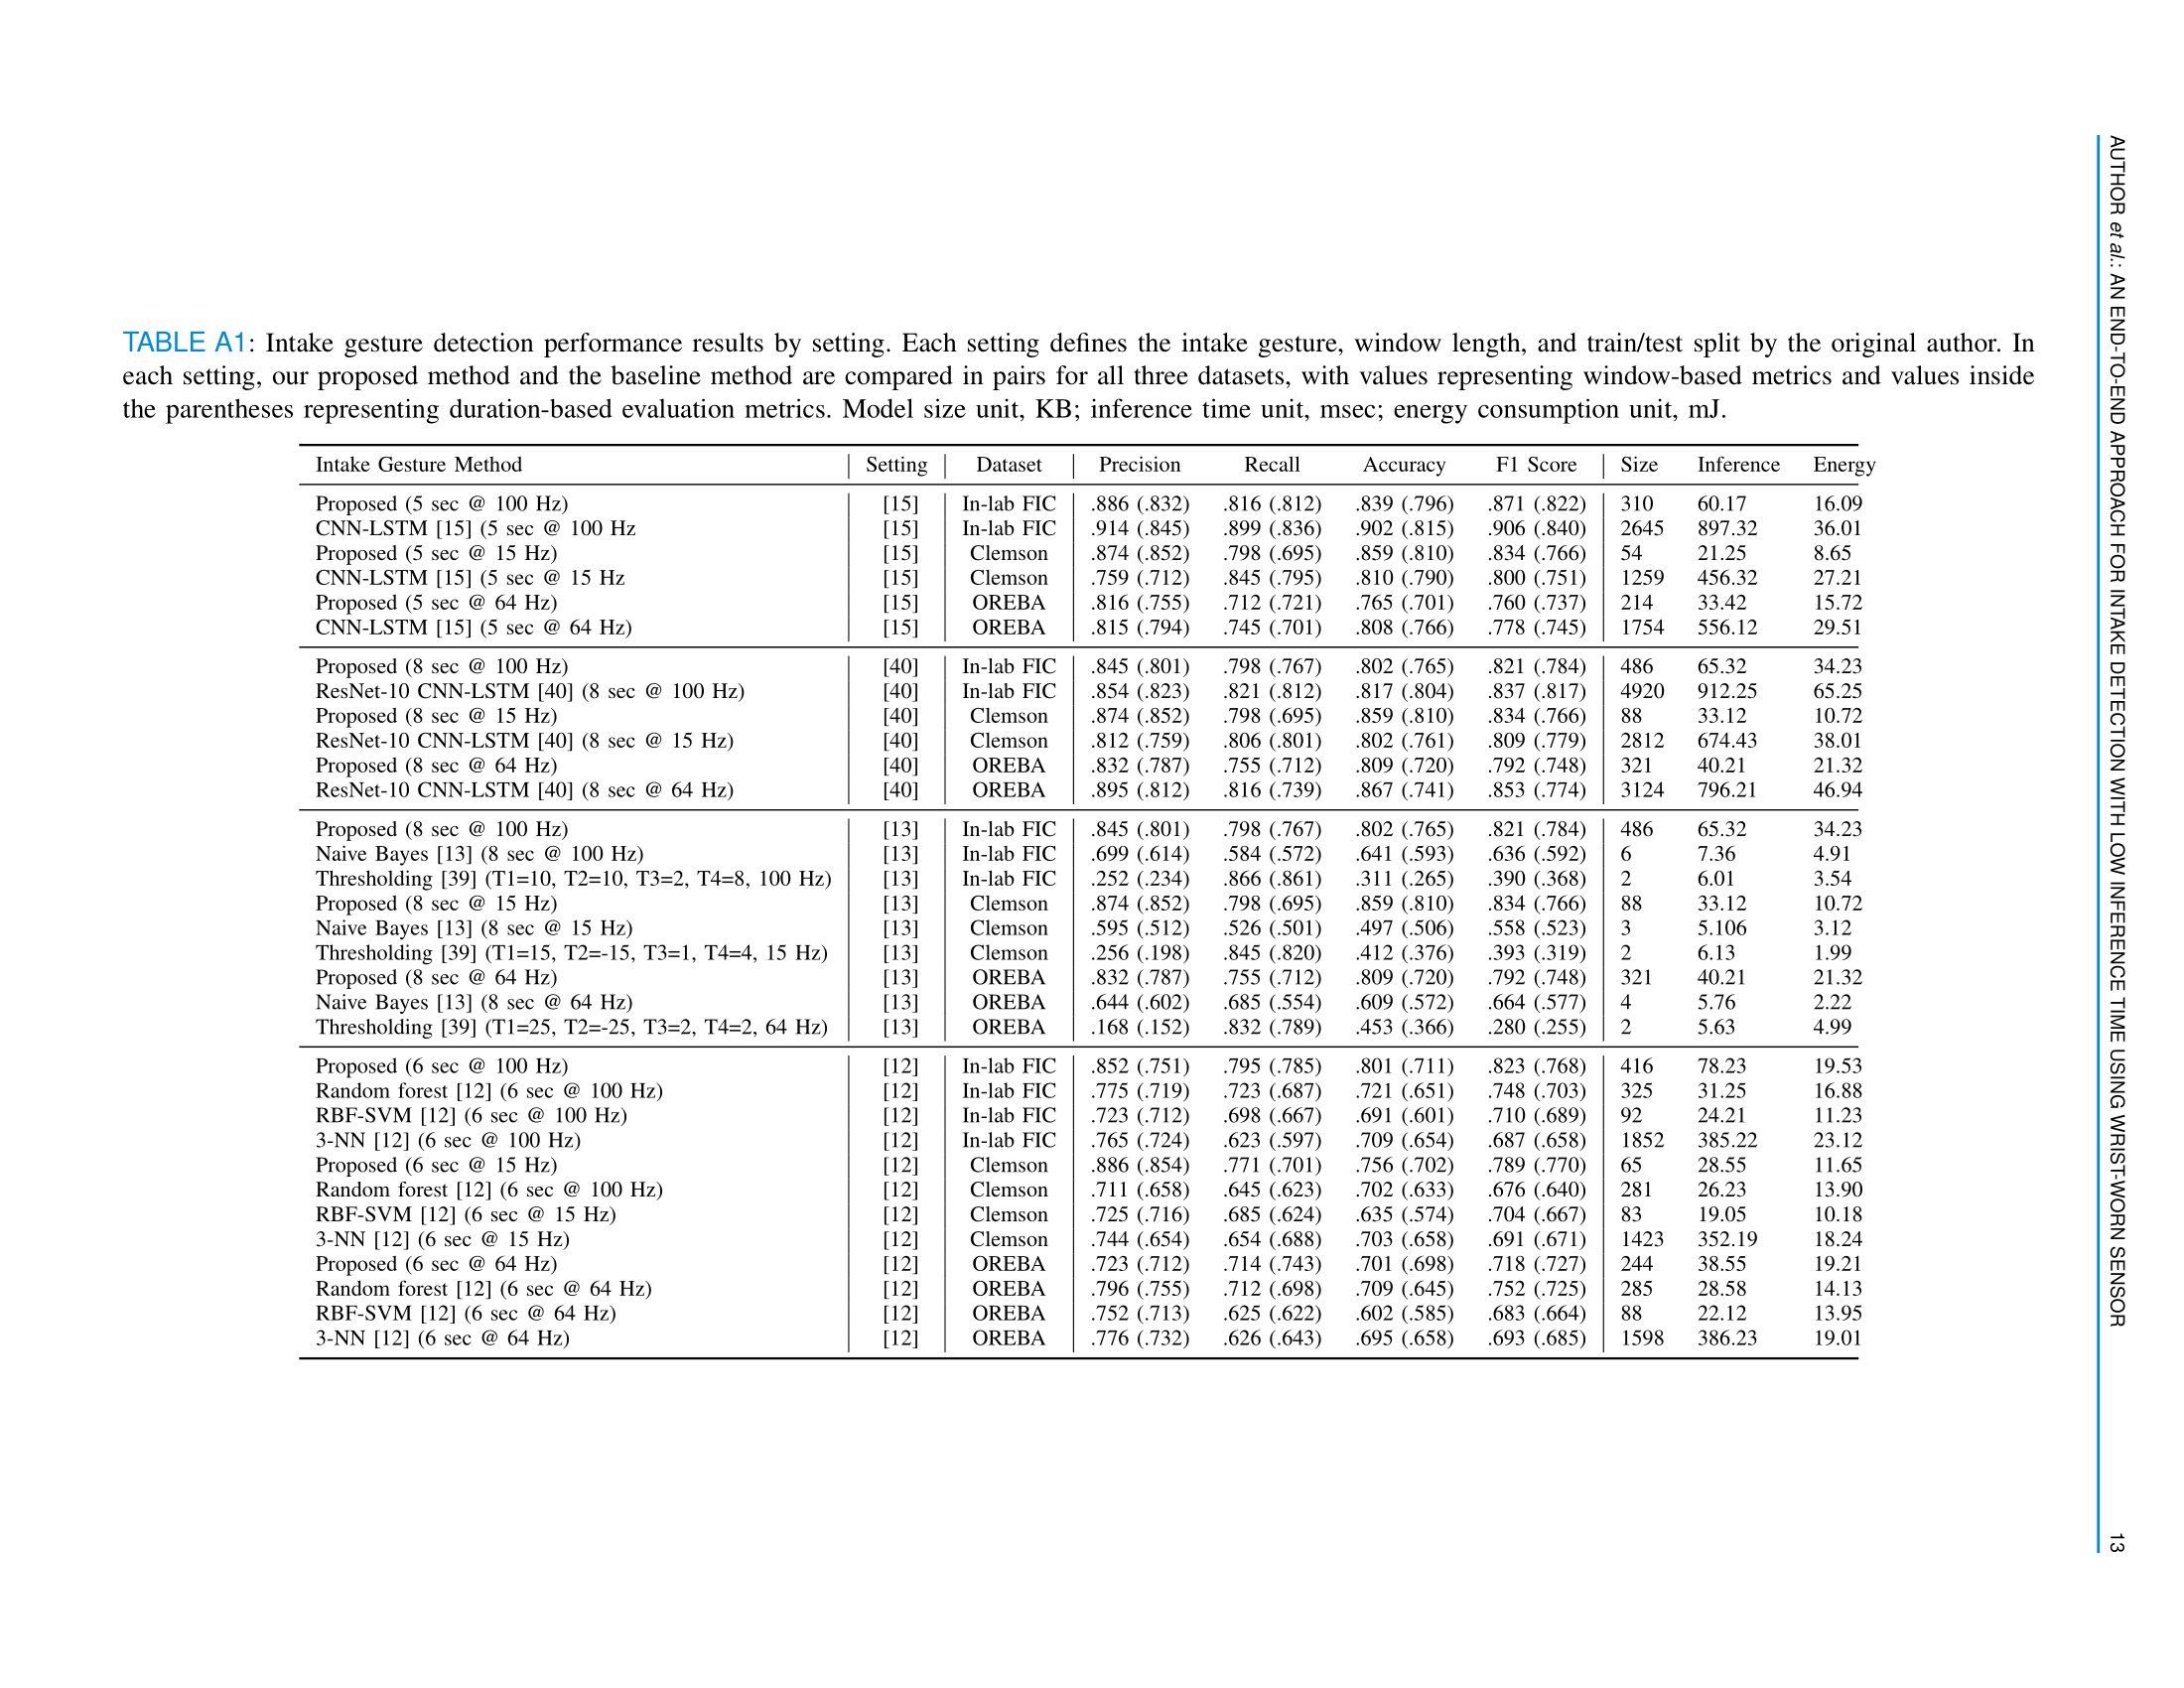 AUTHOR et al.: AN END-TO-END APPROACH FOR INTAKE DETECTION WITH LOW INFERENCE TIME USING WRIST-WORN SENSOR 13
TABLE A1: Intake gesture detection performance results by setting. Each setting defines the intake gesture, window length, and train/test split by the original author. In
each setting, our proposed method and the baseline method are compared in pairs for all three datasets, with values representing window-based metrics and values inside
the parentheses representing duration-based evaluation metrics. Model size unit, KB; inference time unit, msec; energy consumption unit, mJ.
Intake Gesture Method Setting Dataset Precision Recall Accuracy F1 Score Size Inference Energy
Proposed (5 sec @ 100 Hz) [15] In-lab FIC .886 (.832) .816 (.812) .839 (.796) .871 (.822) 310 60.17 16.09
CNN-LSTM [15] (5 sec @ 100 Hz [15] In-lab FIC .914 (.845) .899 (.836) .902 (.815) .906 (.840) 2645 897.32 36.01
Proposed (5 sec @ 15 Hz) [15] Clemson .874 (.852) .798 (.695) .859 (.810) .834 (.766) 54 21.25 8.65
CNN-LSTM [15] (5 sec @ 15 Hz [15] Clemson .759 (.712) .845 (.795) .810 (.790) .800 (.751) 1259 456.32 27.21
Proposed (5 sec @ 64 Hz) [15] OREBA .816 (.755) .712 (.721) .765 (.701) .760 (.737) 214 33.42 15.72
CNN-LSTM [15] (5 sec @ 64 Hz) [15] OREBA .815 (.794) .745 (.701) .808 (.766) .778 (.745) 1754 556.12 29.51
Proposed (8 sec @ 100 Hz) [40] In-lab FIC .845 (.801) .798 (.767) .802 (.765) .821 (.784) 486 65.32 34.23
ResNet-10 CNN-LSTM [40] (8 sec @ 100 Hz) [40] In-lab FIC .854 (.823) .821 (.812) .817 (.804) .837 (.817) 4920 912.25 65.25
Proposed (8 sec @ 15 Hz) [40] Clemson .874 (.852) .798 (.695) .859 (.810) .834 (.766) 88 33.12 10.72
ResNet-10 CNN-LSTM [40] (8 sec @ 15 Hz) [40] Clemson .812 (.759) .806 (.801) .802 (.761) .809 (.779) 2812 674.43 38.01
Proposed (8 sec @ 64 Hz) [40] OREBA .832 (.787) .755 (.712) .809 (.720) .792 (.748) 321 40.21 21.32
ResNet-10 CNN-LSTM [40] (8 sec @ 64 Hz) [40] OREBA .895 (.812) .816 (.739) .867 (.741) .853 (.774) 3124 796.21 46.94
Proposed (8 sec @ 100 Hz) [13] In-lab FIC .845 (.801) .798 (.767) .802 (.765) .821 (.784) 486 65.32 34.23
Naive Bayes [13] (8 sec @ 100 Hz) [13] In-lab FIC .699 (.614) .584 (.572) .641 (.593) .636 (.592) 6 7.36 4.91
Thresholding [39] (T1=10, T2=10, T3=2, T4=8, 100 Hz) [13] In-lab FIC .252 (.234) .866 (.861) .311 (.265) .390 (.368) 2 6.01 3.54
Proposed (8 sec @ 15 Hz) [13] Clemson .874 (.852) .798 (.695) .859 (.810) .834 (.766) 88 33.12 10.72
Naive Bayes [13] (8 sec @ 15 Hz) [13] Clemson .595 (.512) .526 (.501) .497 (.506) .558 (.523) 3 5.106 3.12
Thresholding [39] (T1=15, T2=-15, T3=1, T4=4, 15 Hz) [13] Clemson .256 (.198) .845 (.820) .412 (.376) .393 (.319) 2 6.13 1.99
Proposed (8 sec @ 64 Hz) [13] OREBA .832 (.787) .755 (.712) .809 (.720) .792 (.748) 321 40.21 21.32
Naive Bayes [13] (8 sec @ 64 Hz) [13] OREBA .644 (.602) .685 (.554) .609 (.572) .664 (.577) 4 5.76 2.22
Thresholding [39] (T1=25, T2=-25, T3=2, T4=2, 64 Hz) [13] OREBA .168 (.152) .832 (.789) .453 (.366) .280 (.255) 2 5.63 4.99
Proposed (6 sec @ 100 Hz) [12] In-lab FIC .852 (.751) .795 (.785) .801 (.711) .823 (.768) 416 78.23 19.53
Random forest [12] (6 sec @ 100 Hz) [12] In-lab FIC .775 (.719) .723 (.687) .721 (.651) .748 (.703) 325 31.25 16.88
RBF-SVM [12] (6 sec @ 100 Hz) [12] In-lab FIC .723 (.712) .698 (.667) .691 (.601) .710 (.689) 92 24.21 11.23
3-NN [12] (6 sec @ 100 Hz) [12] In-lab FIC .765 (.724) .623 (.597) .709 (.654) .687 (.658) 1852 385.22 23.12
Proposed (6 sec @ 15 Hz) [12] Clemson .886 (.854) .771 (.701) .756 (.702) .789 (.770) 65 28.55 11.65
Random forest [12] (6 sec @ 100 Hz) [12] Clemson .711 (.658) .645 (.623) .702 (.633) .676 (.640) 281 26.23 13.90
RBF-SVM [12] (6 sec @ 15 Hz) [12] Clemson .725 (.716) .685 (.624) .635 (.574) .704 (.667) 83 19.05 10.18
3-NN [12] (6 sec @ 15 Hz) [12] Clemson .744 (.654) .654 (.688) .703 (.658) .691 (.671) 1423 352.19 18.24
Proposed (6 sec @ 64 Hz) [12] OREBA .723 (.712) .714 (.743) .701 (.698) .718 (.727) 244 38.55 19.21
Random forest [12] (6 sec @ 64 Hz) [12] OREBA .796 (.755) .712 (.698) .709 (.645) .752 (.725) 285 28.58 14.13
RBF-SVM [12] (6 sec @ 64 Hz) [12] OREBA .752 (.713) .625 (.622) .602 (.585) .683 (.664) 88 22.12 13.95
3-NN [12] (6 sec @ 64 Hz) [12] OREBA .776 (.732) .626 (.643) .695 (.658) .693 (.685) 1598 386.23 19.01